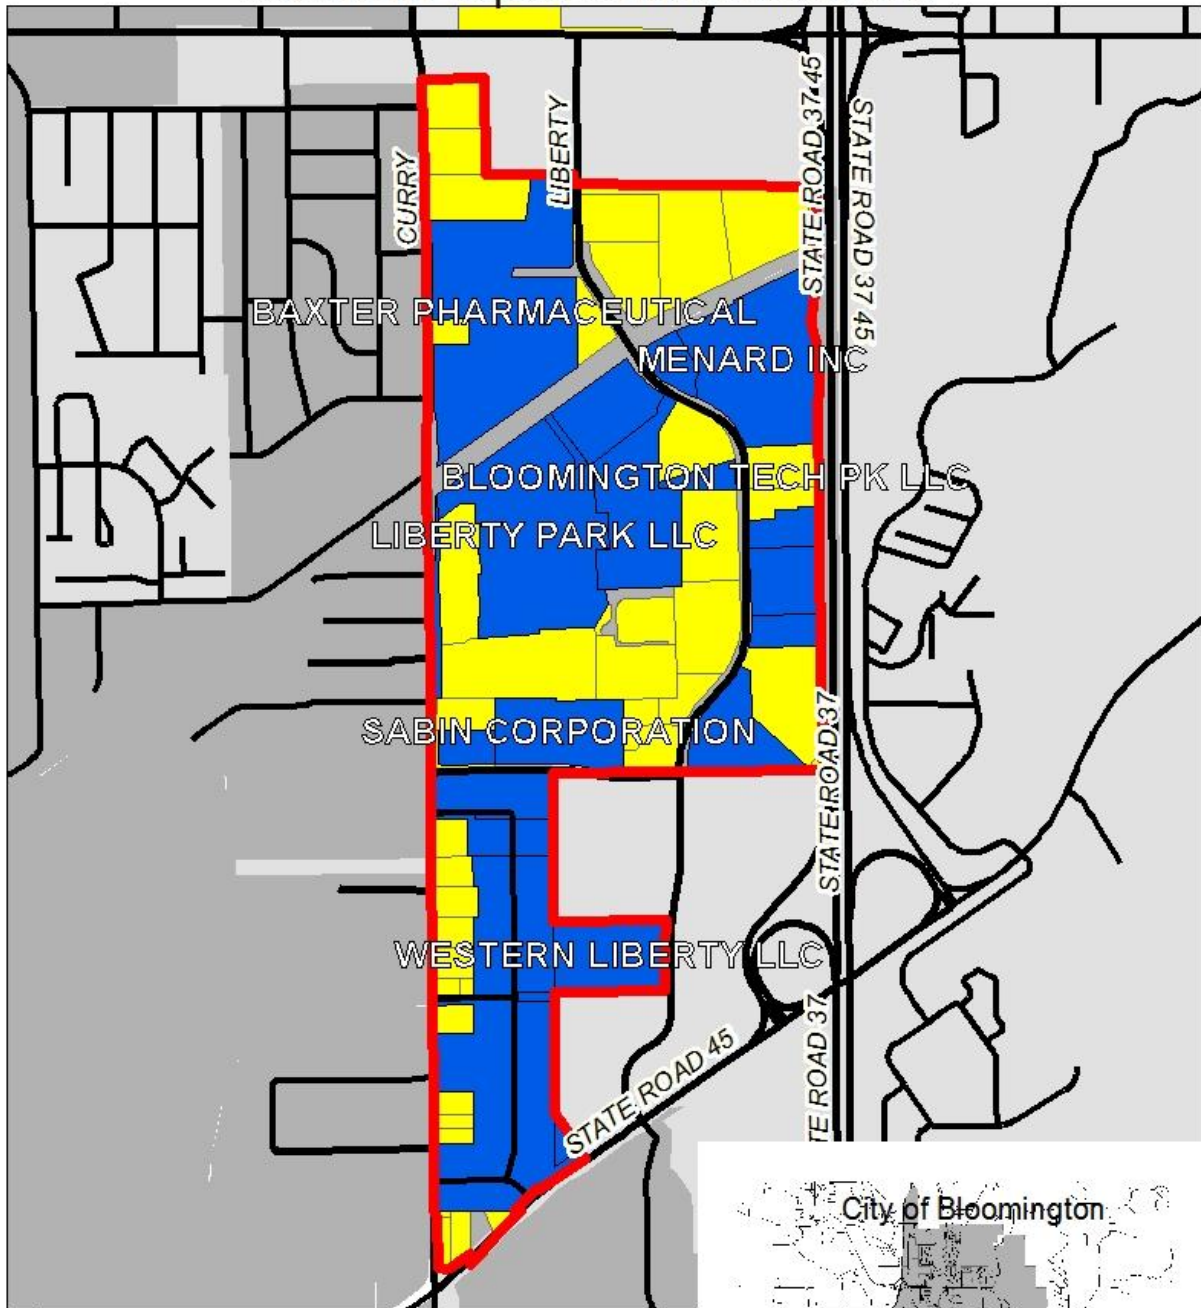 STATE ROAD 37 45
STATE ROAD 37 45
LIBERTY
CURRY
BAXTER PHARMACEUTICAL
MENARD INC
BLOOMINGTON TECH PK LLC
LIBERTY PARK LLC
SABIN CORPORATION
STATE ROAD 37
WESTERN LIBERTY LLC
STATE ROAD 45
TE ROAD 37
City of Bloomington